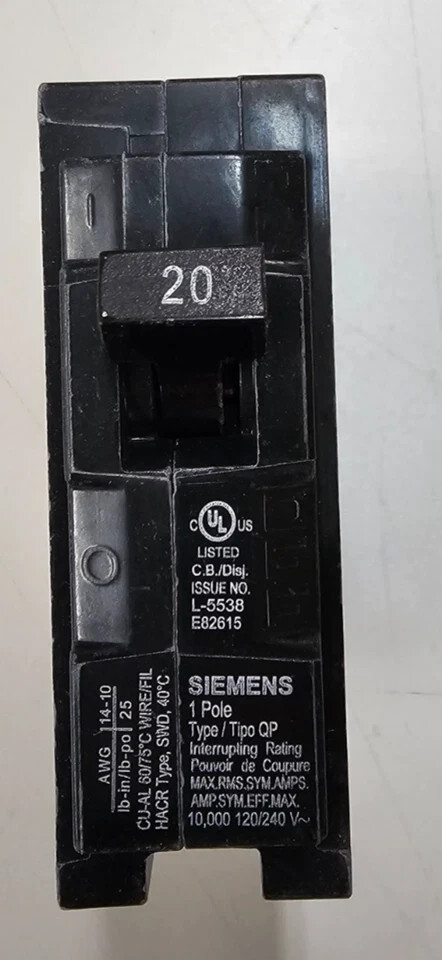 20
C UL US
LISTED
C.B./Disj.
ISSUE NO.
L-5538
E82615
AWG 14-10
lb-in/lb-po 25
CU-AL 60/75°C WIRE/FIL
HACR Type, SWD, 40°C
SIEMENS
1 Pole
Type / Tipo QP
Interrupting Rating
Pouvoir de Coupure
MAX.RMS.SYM.AMPS.
AMP.SYM.EFF.MAX.
10,000 120/240 V~